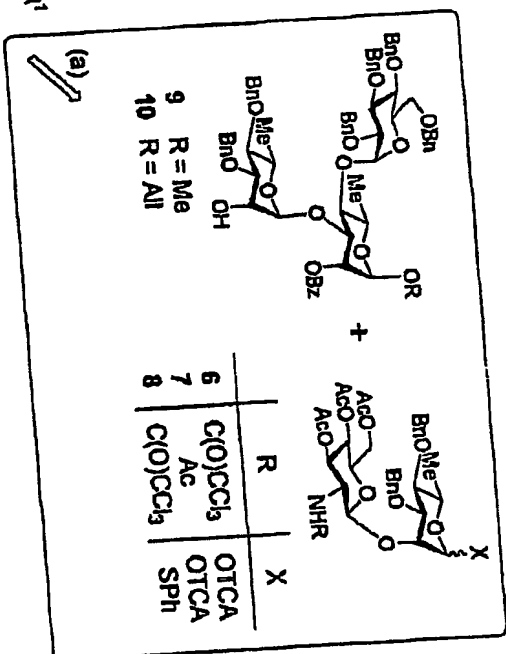 (a)
BnO
BnO
OBn
O
BnO
O
Me
O
OR
BnO
Me
O
BnO
OH
O
OBz
9 R = Me
10 R = All
+
BnO
Me
O
X
BnO
AcO
AcO
O
AcO
NHR
O
R X
6 C(O)CCl3 OTCA
7 Ac OTCA
8 C(O)CCl3 SPh